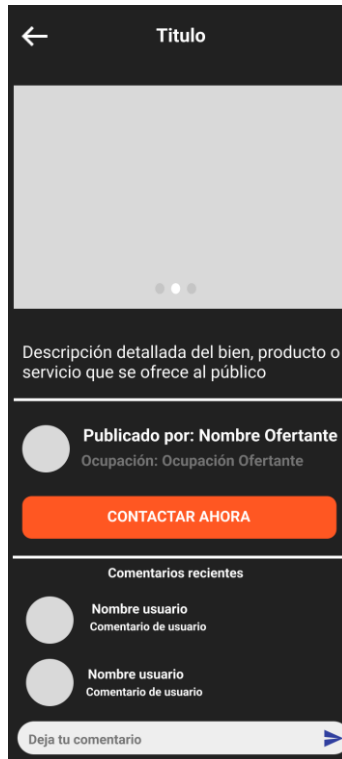 Titulo
Descripción detallada del bien, producto o
servicio que se ofrece al público
Publicado por: Nombre Ofertante
Ocupación: Ocupación Ofertante
CONTACTAR AHORA
Comentarios recientes
Nombre usuario
Comentario de usuario
Nombre usuario
Comentario de usuario
Deja tu comentario